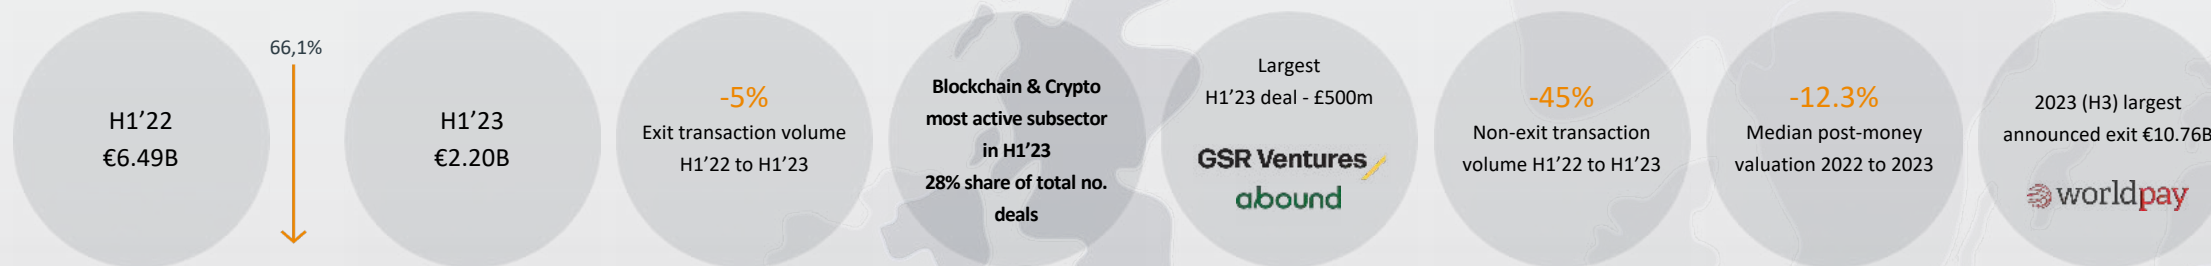 H1’22
€6.49B
66,1%
H1’23
€2.20B
-5%
Exit transaction volume
H1’22 to H1’23
Blockchain & Crypto
most active subsector
in H1’23
28% share of total no.
deals
Largest
H1’23 deal - £500m
GSR Ventures
abound
-45%
Non-exit transaction
volume H1’22 to H1’23
-12.3%
Median post-money
valuation 2022 to 2023
2023 (H3) largest
announced exit €10.76B
worldpay